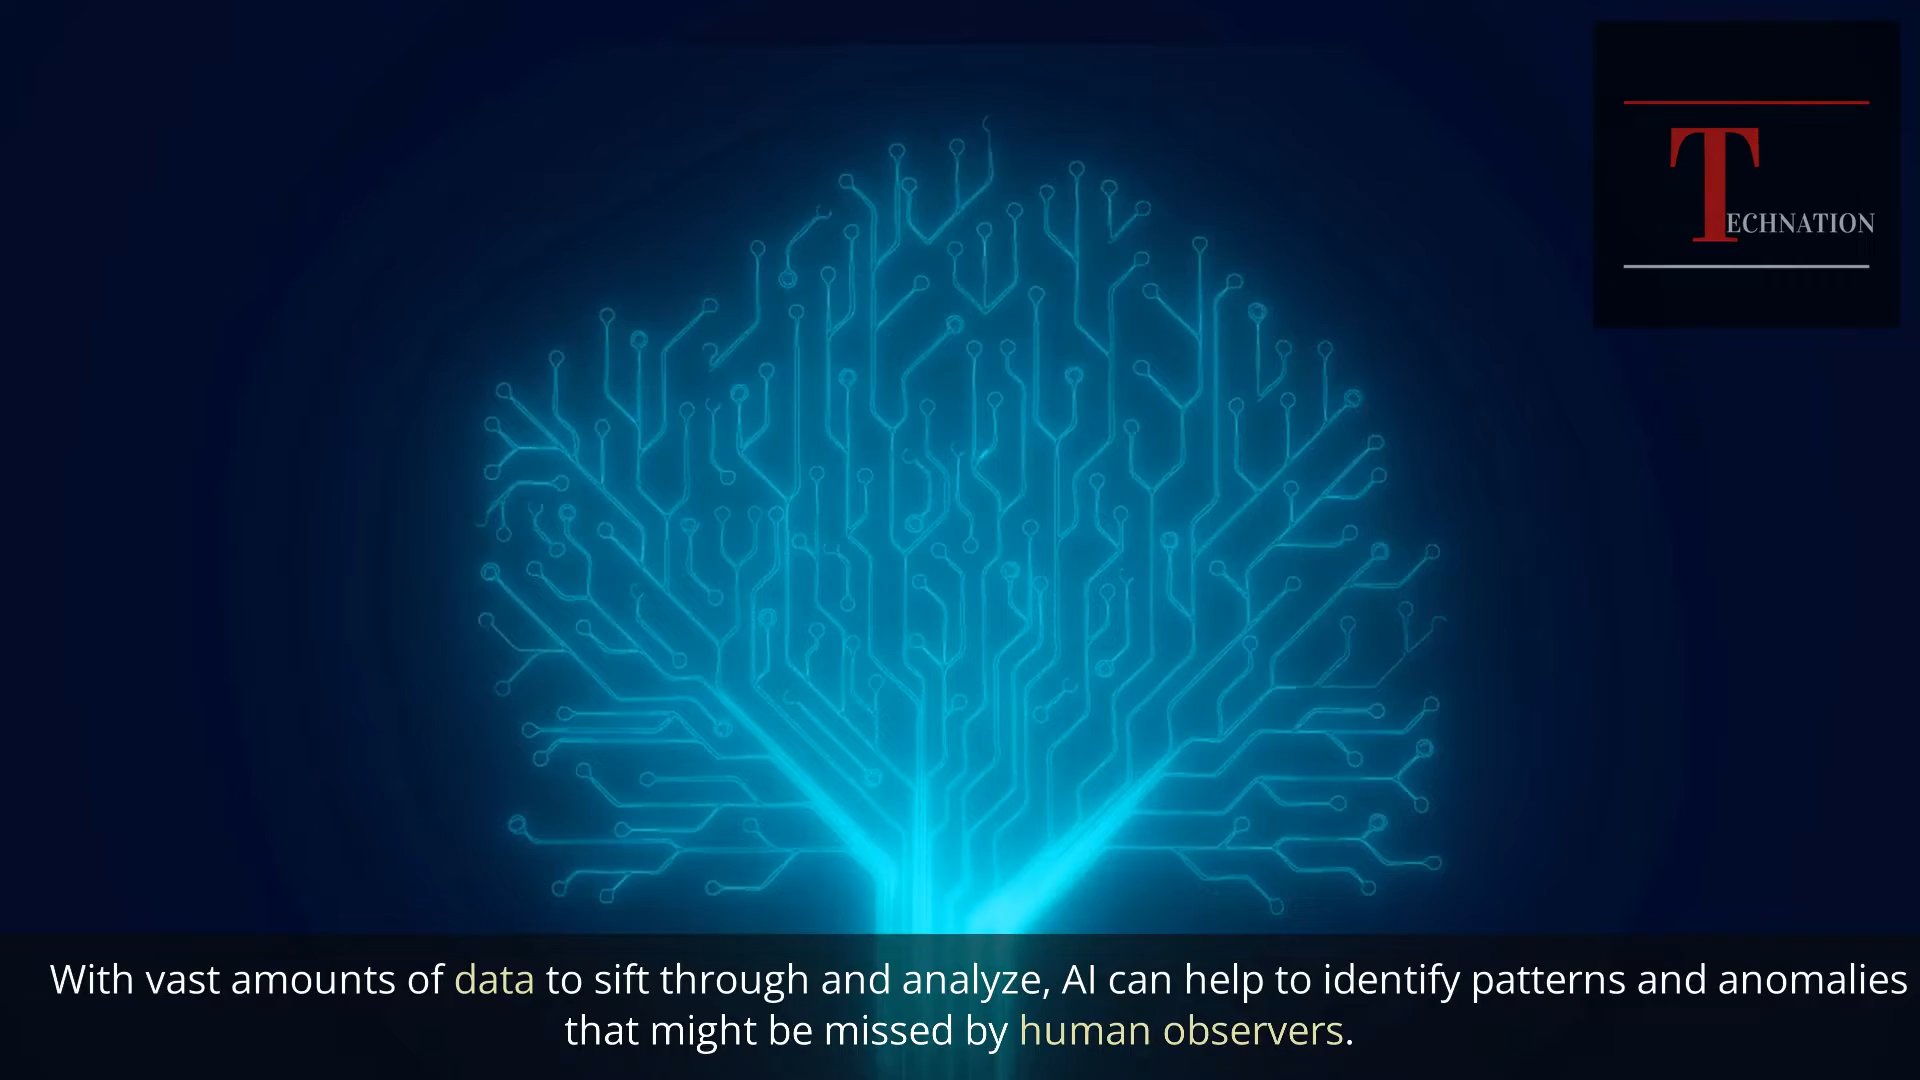 TECHNATION
With vast amounts of data to sift through and analyze, AI can help to identify patterns and anomalies
that might be missed by human observers.